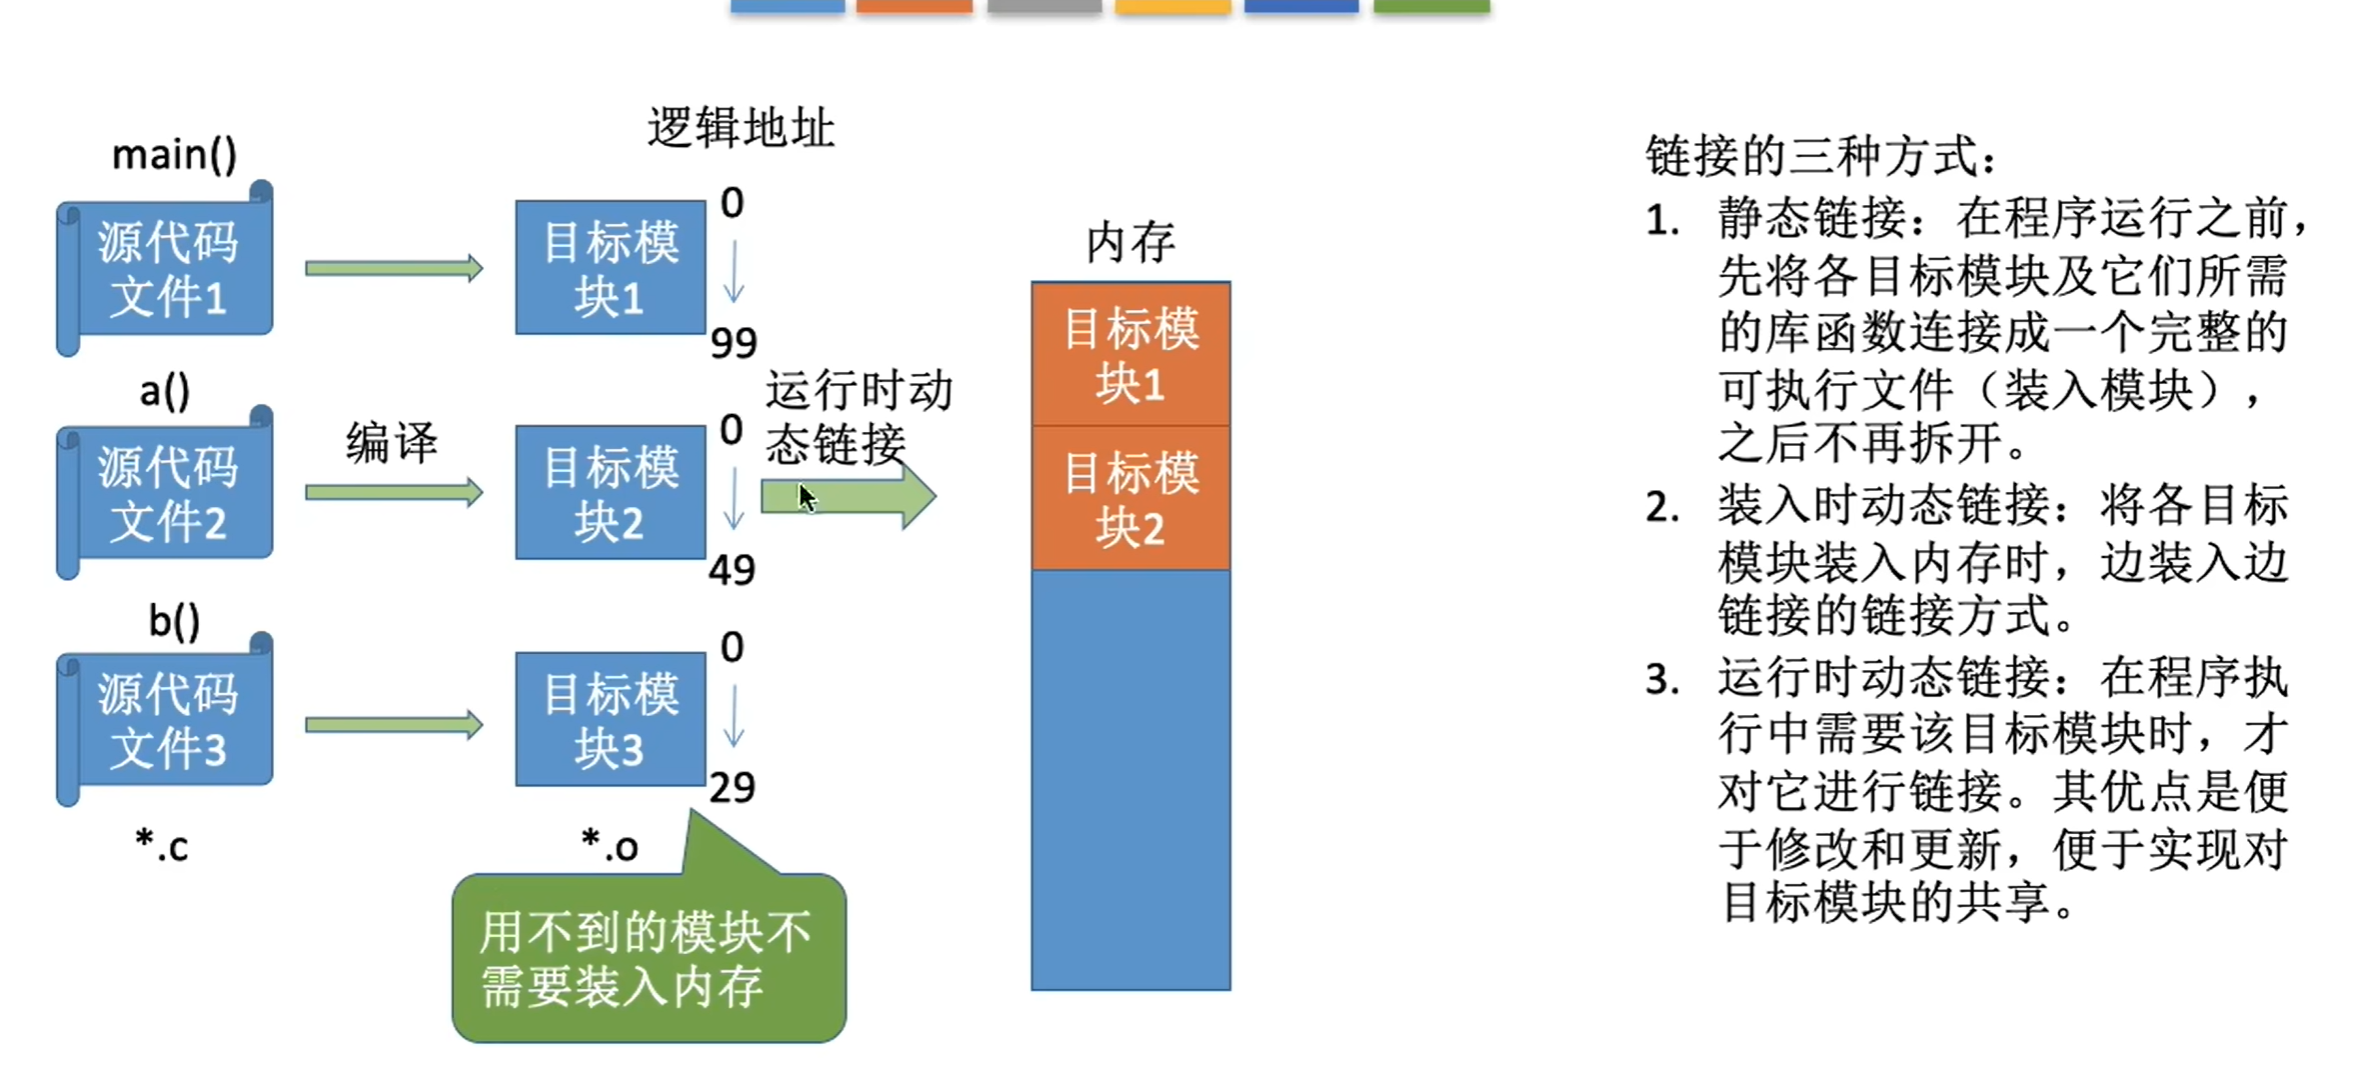 逻辑地址
main()
源代码
文件1
目标模
块1
0
99
a()
源代码
文件2
编译
目标模
块2
0
49
运行时动
态链接
b()
源代码
文件3
目标模
块3
0
29
*.c
*.o
用不到的模块不
需要装入内存
内存
目标模
块1
目标模
块2
链接的三种方式：
1. 静态链接：在程序运行之前，
先将各目标模块及它们所需
的库函数连接成一个完整的
可执行文件（装入模块），
之后不再拆开。
2. 装入时动态链接：将各目标
模块装入内存时，边装入边
链接的链接方式。
3. 运行时动态链接：在程序执
行中需要该目标模块时，才
对它进行链接。其优点是便
于修改和更新，便于实现对
目标模块的共享。